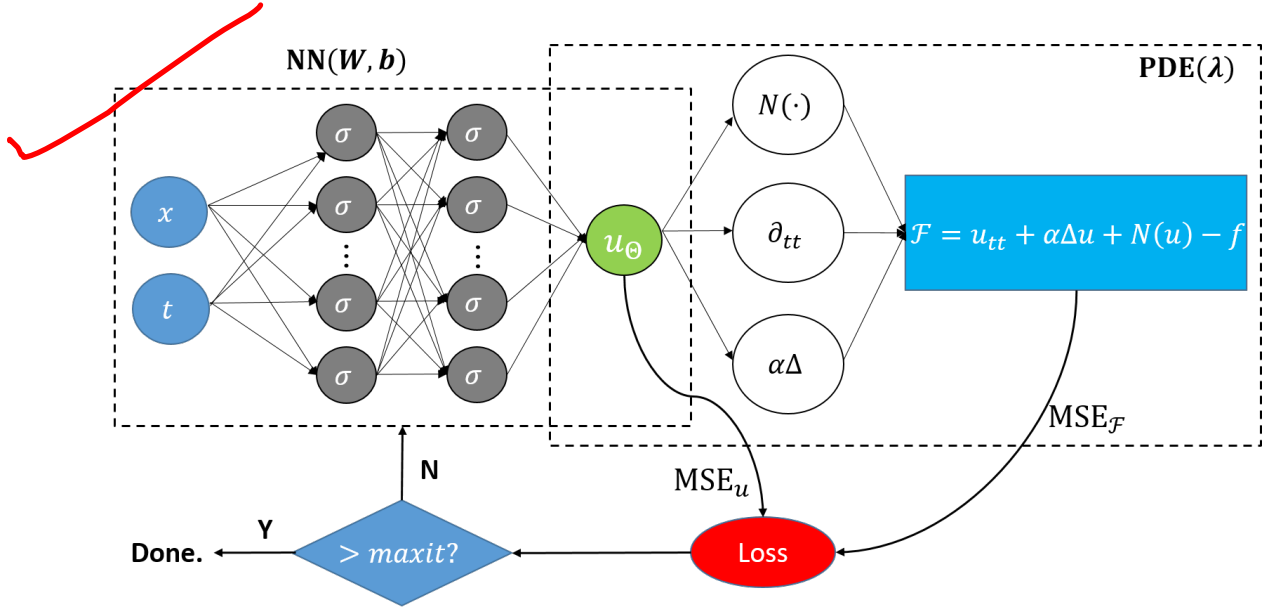 NN(𝑾, 𝒃)
PDE(𝝀)
𝑁(·)
σ
σ
𝑥
σ
σ
⋮
⋮
𝑢_Θ
∂_𝑡𝑡
ℱ = 𝑢_𝑡𝑡 + αΔ𝑢 + 𝑁(𝑢) − 𝑓
𝑡
σ
σ
σ
σ
αΔ
MSE_ℱ
N
MSE_𝑢
Y
Done.
> 𝑚𝑎𝑥𝑖𝑡?
Loss